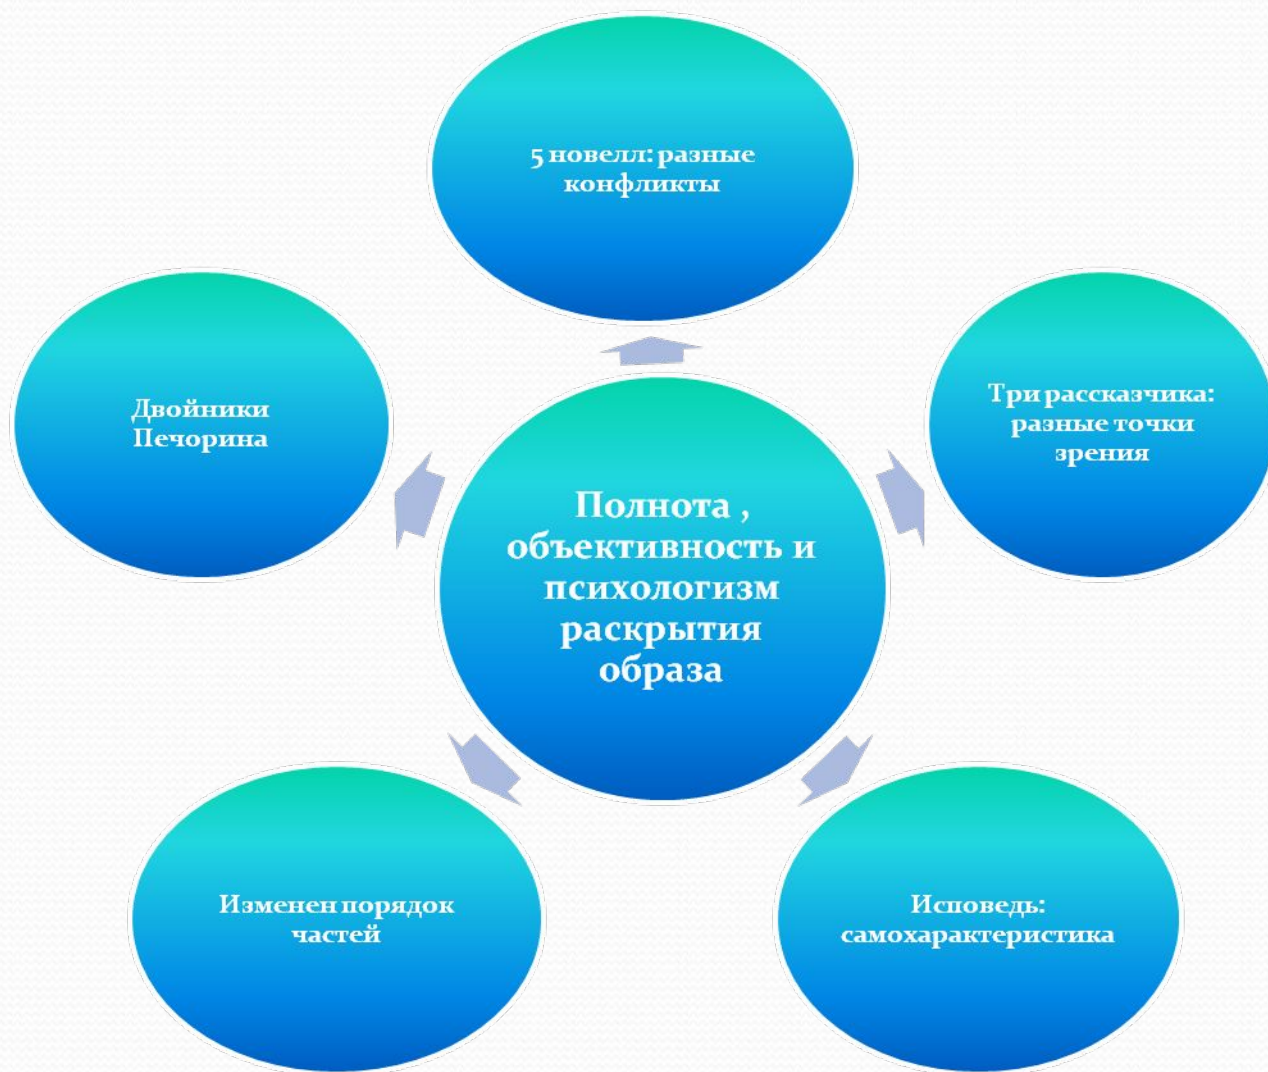 5 новелл: разные
конфликты
Двойники
Печорина
Три рассказчика:
разные точки
зрения
Полнота ,
объективность и
психологизм
раскрытия
образа
Изменен порядок
частей
Исповедь:
самохарактеристика